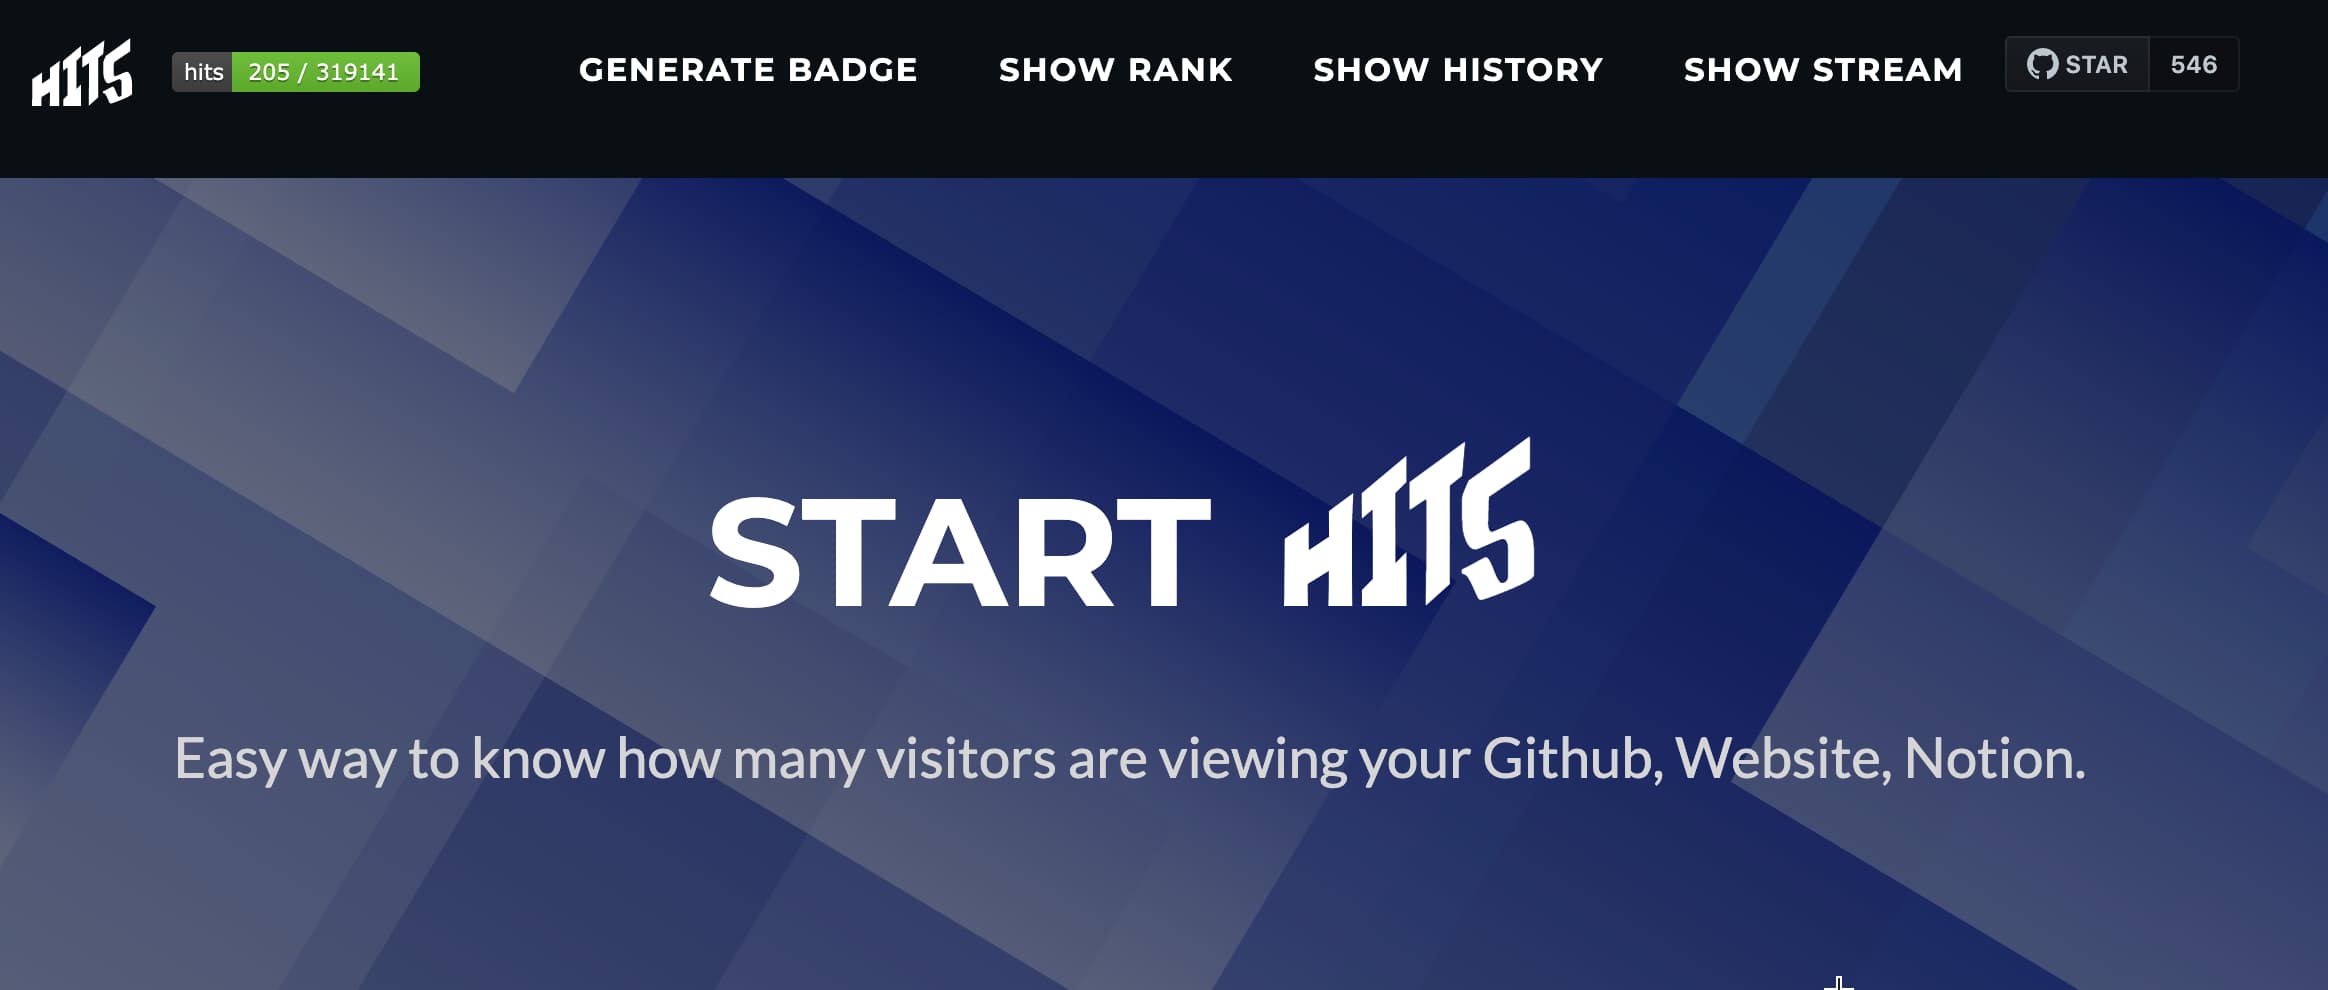 HITS hits 205 / 319141 GENERATE BADGE SHOW RANK SHOW HISTORY SHOW STREAM STAR 546
START HITS
Easy way to know how many visitors are viewing your Github, Website, Notion.